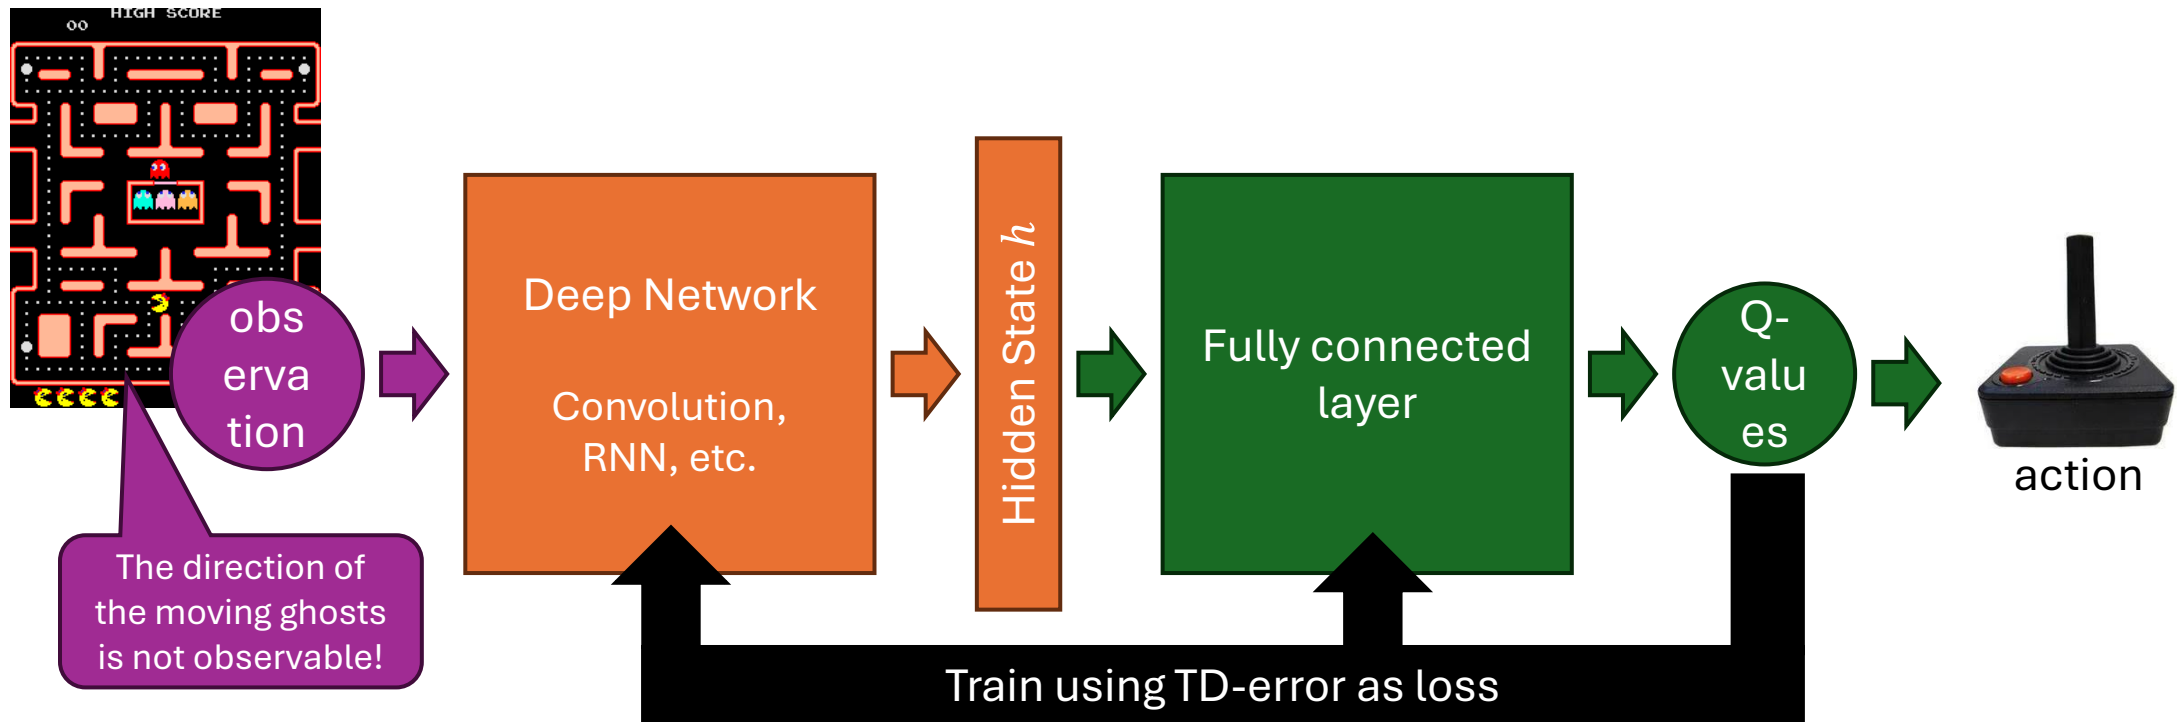 HIGH SCORE
00
obs
erva
tion
The direction of
the moving ghosts
is not observable!
Deep Network
Convolution,
RNN, etc.
Hidden State h
Fully connected
layer
Q-
valu
es
action
Train using TD-error as loss